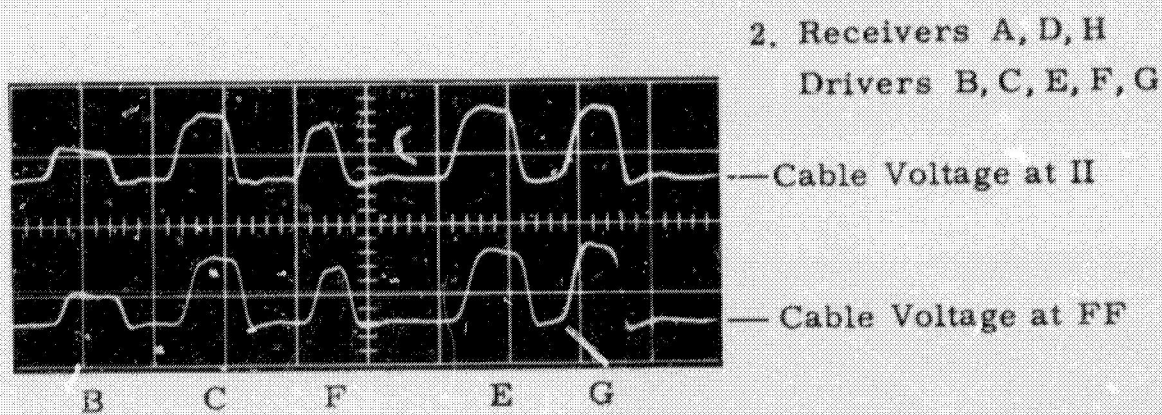 2. Receivers A, D, H
Drivers B, C, E, F, G
Cable Voltage at II
Cable Voltage at FF
B C F E G